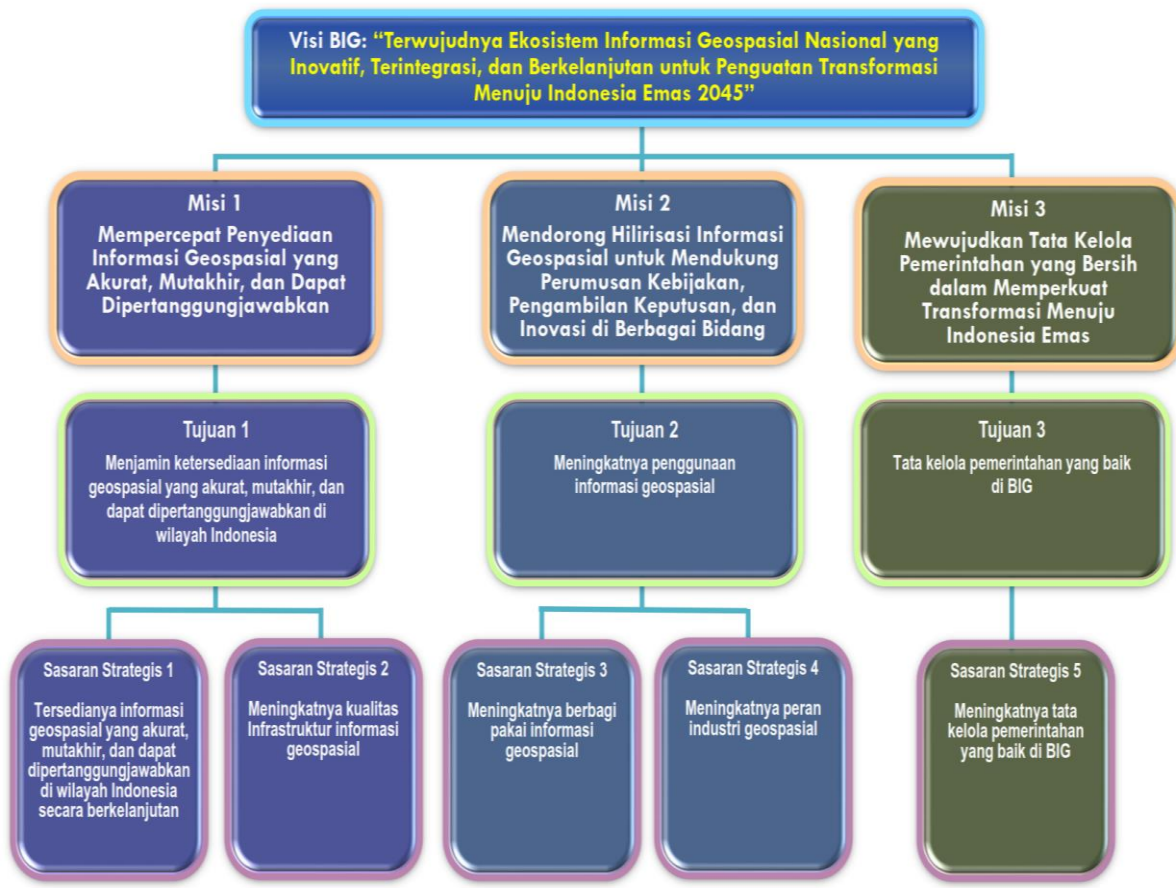 Visi BIG: “Terwujudnya Ekosistem Informasi Geospasial Nasional yang
Inovatif, Terintegrasi, dan Berkelanjutan untuk Penguatan Transformasi
Menuju Indonesia Emas 2045”
Misi 1
Mempercepat Penyediaan
Informasi Geospasial yang
Akurat, Mutakhir, dan Dapat
Dipertanggungjawabkan
Misi 2
Mendorong Hilirisasi Informasi
Geospasial untuk Mendukung
Perumusan Kebijakan,
Pengambilan Keputusan, dan
Inovasi di Berbagai Bidang
Misi 3
Mewujudkan Tata Kelola
Pemerintahan yang Bersih
dalam Memperkuat
Transformasi Menuju
Indonesia Emas
Tujuan 1
Menjamin ketersediaan informasi
geospasial yang akurat, mutakhir, dan
dapat dipertanggungjawabkan di
wilayah Indonesia
Tujuan 2
Meningkatnya penggunaan
informasi geospasial
Tujuan 3
Tata kelola pemerintahan yang baik
di BIG
Sasaran Strategis 1
Tersedianya informasi
geospasial yang akurat,
mutakhir, dan dapat
dipertanggungjawabkan
di wilayah Indonesia
secara berkelanjutan
Sasaran Strategis 2
Meningkatnya kualitas
Infrastruktur informasi
geospasial
Sasaran Strategis 3
Meningkatnya berbagi
pakai informasi
geospasial
Sasaran Strategis 4
Meningkatnya peran
industri geospasial
Sasaran Strategis 5
Meningkatnya tata
kelola pemerintahan
yang baik di BIG